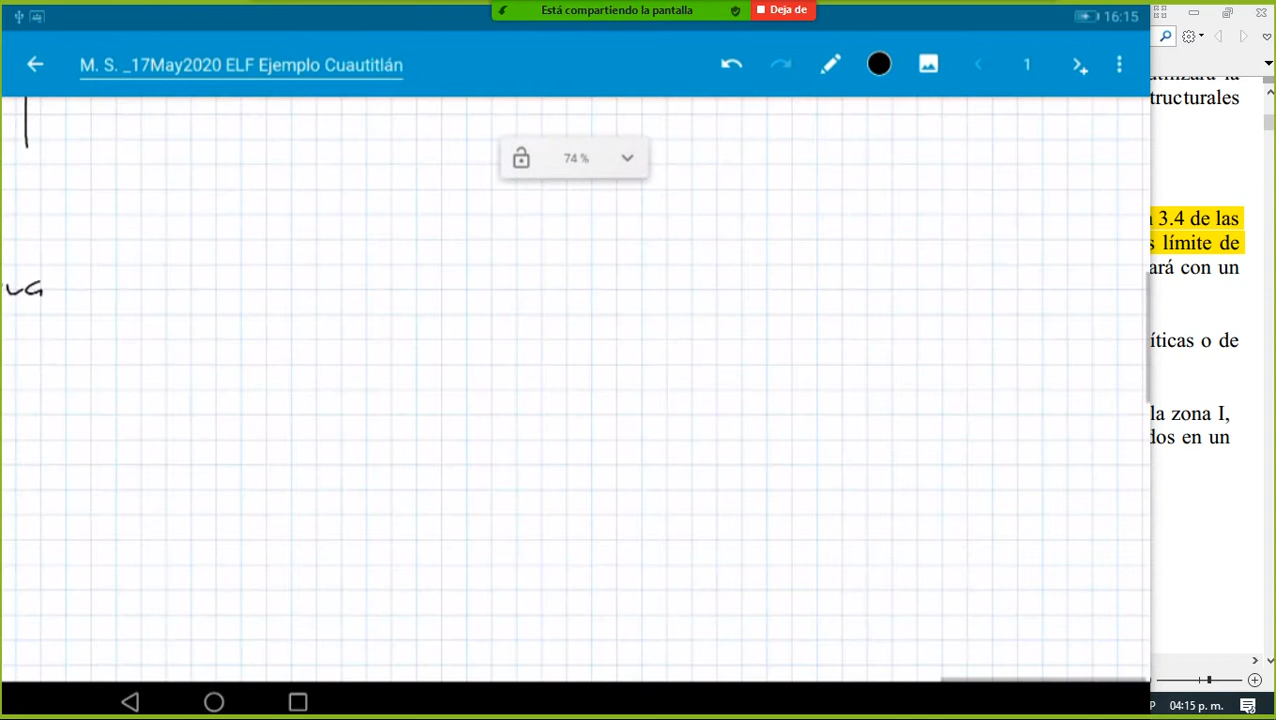 Está compartiendo la pantalla
Deja de
16:15
M. S. _17May2020 ELF Ejemplo Cuautitlán
1
74 %
tructurales
3.4 de las
límite de
ará con un
íticas o de
la zona I,
dos en un
04:15 p. m.